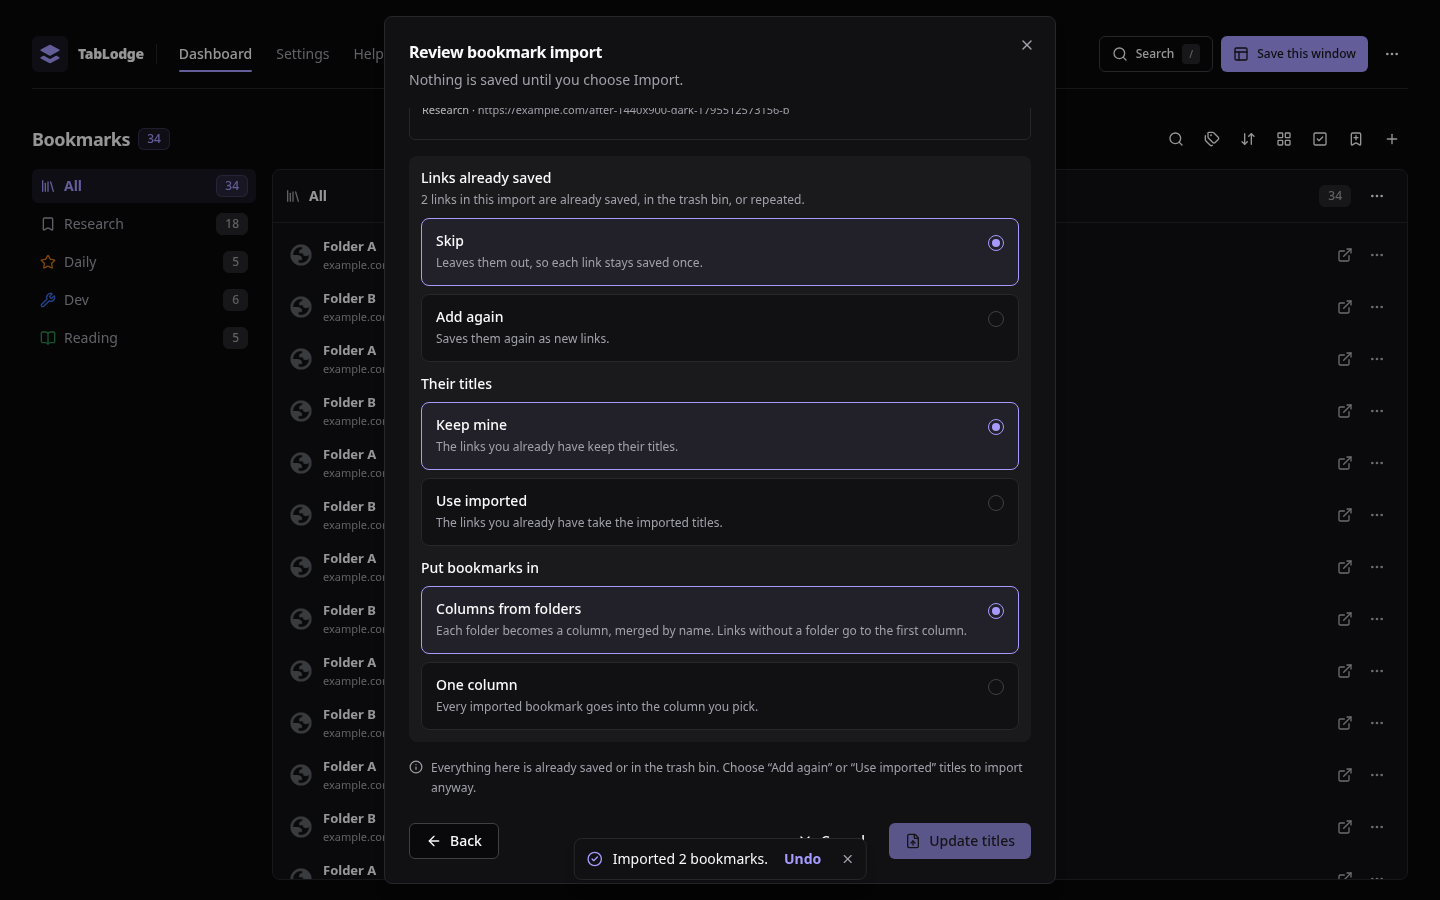 TabLodge
Dashboard
Settings
Help
Search /
Save this window
Bookmarks 34
All 34
Research 18
Daily 5
Dev 6
Reading 5
All
34
Folder A
Folder B
Folder A
Folder B
Folder A
Folder B
Folder A
Folder B
Folder A
Folder B
Folder A
Folder B
Folder A
Review bookmark import
Nothing is saved until you choose Import.
Research · https://example.com/after-1440x900-dark-1795512573156-b
Links already saved
2 links in this import are already saved, in the trash bin, or repeated.
Skip
Leaves them out, so each link stays saved once.
Add again
Saves them again as new links.
Their titles
Keep mine
The links you already have keep their titles.
Use imported
The links you already have take the imported titles.
Put bookmarks in
Columns from folders
Each folder becomes a column, merged by name. Links without a folder go to the first column.
One column
Every imported bookmark goes into the column you pick.
Everything here is already saved or in the trash bin. Choose “Add again” or “Use imported” titles to import
anyway.
Back
Update titles
Imported 2 bookmarks. Undo